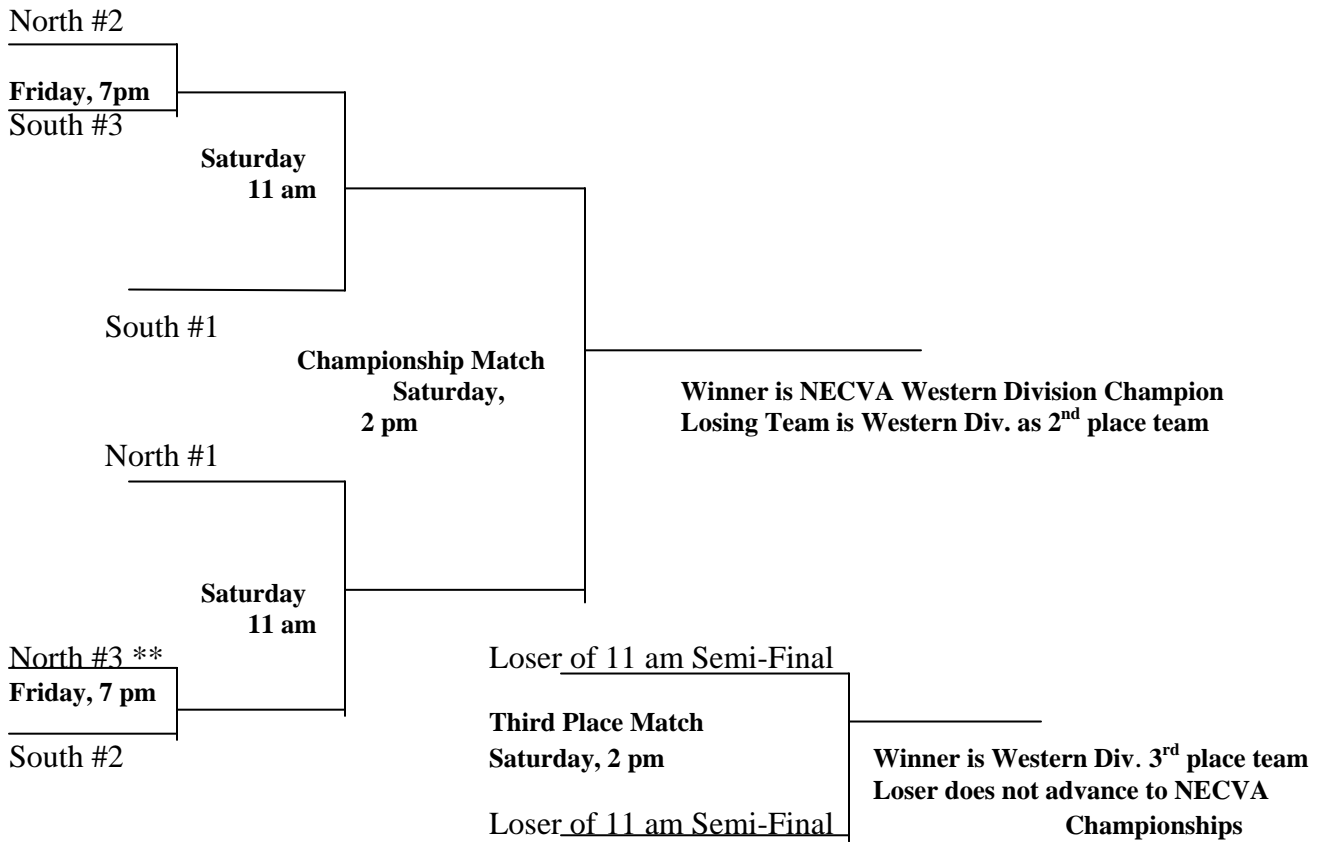 North #2
Friday, 7pm
South #3
Saturday
11 am
South #1
Championship Match
Saturday,
2 pm
Winner is NECVA Western Division Champion
Losing Team is Western Div. as 2nd place team
North #1
Saturday
11 am
North #3 **
Friday, 7 pm
South #2
Loser of 11 am Semi-Final
Third Place Match
Saturday, 2 pm
Loser of 11 am Semi-Final
Winner is Western Div. 3rd place team
Loser does not advance to NECVA
Championships